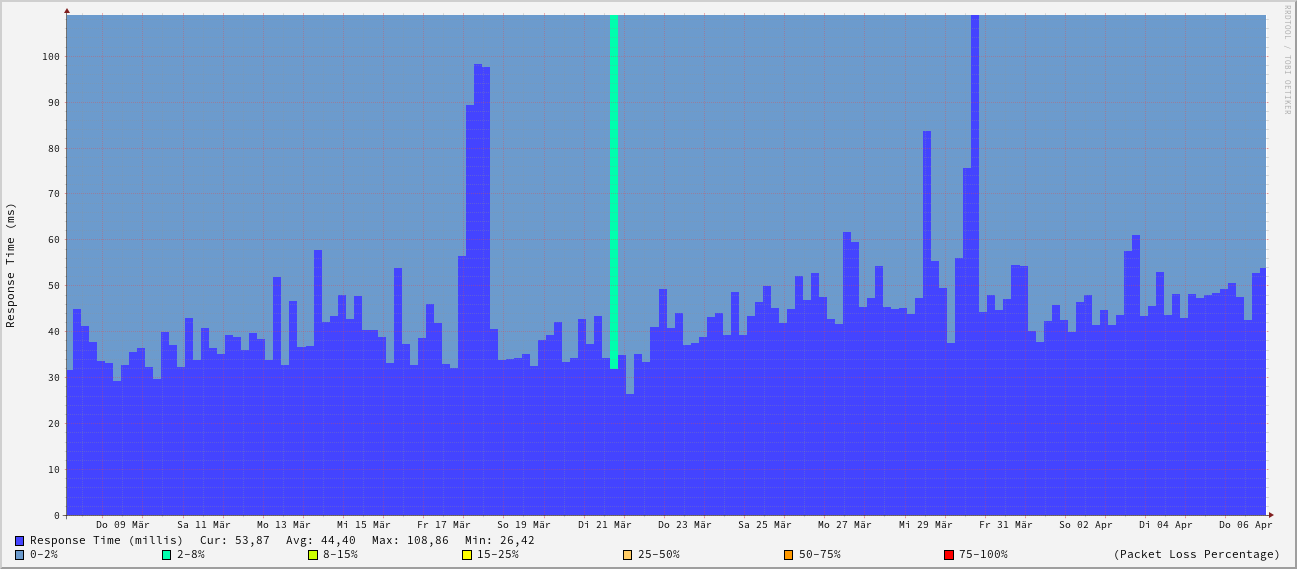 RRDTOOL / TOBI OETIKER
Response Time (ms)
100
90
80
70
60
50
40
30
20
10
0
Do 09 Mär Sa 11 Mär Mo 13 Mär Mi 15 Mär Fr 17 Mär So 19 Mär Di 21 Mär Do 23 Mär Sa 25 Mär Mo 27 Mär Mi 29 Mär Fr 31 Mär So 02 Apr Di 04 Apr Do 06 Apr
Response Time (millis) Cur: 53,87 Avg: 44,40 Max: 108,86 Min: 26,42
0-2% 2-8% 8-15% 15-25% 25-50% 50-75% 75-100% (Packet Loss Percentage)